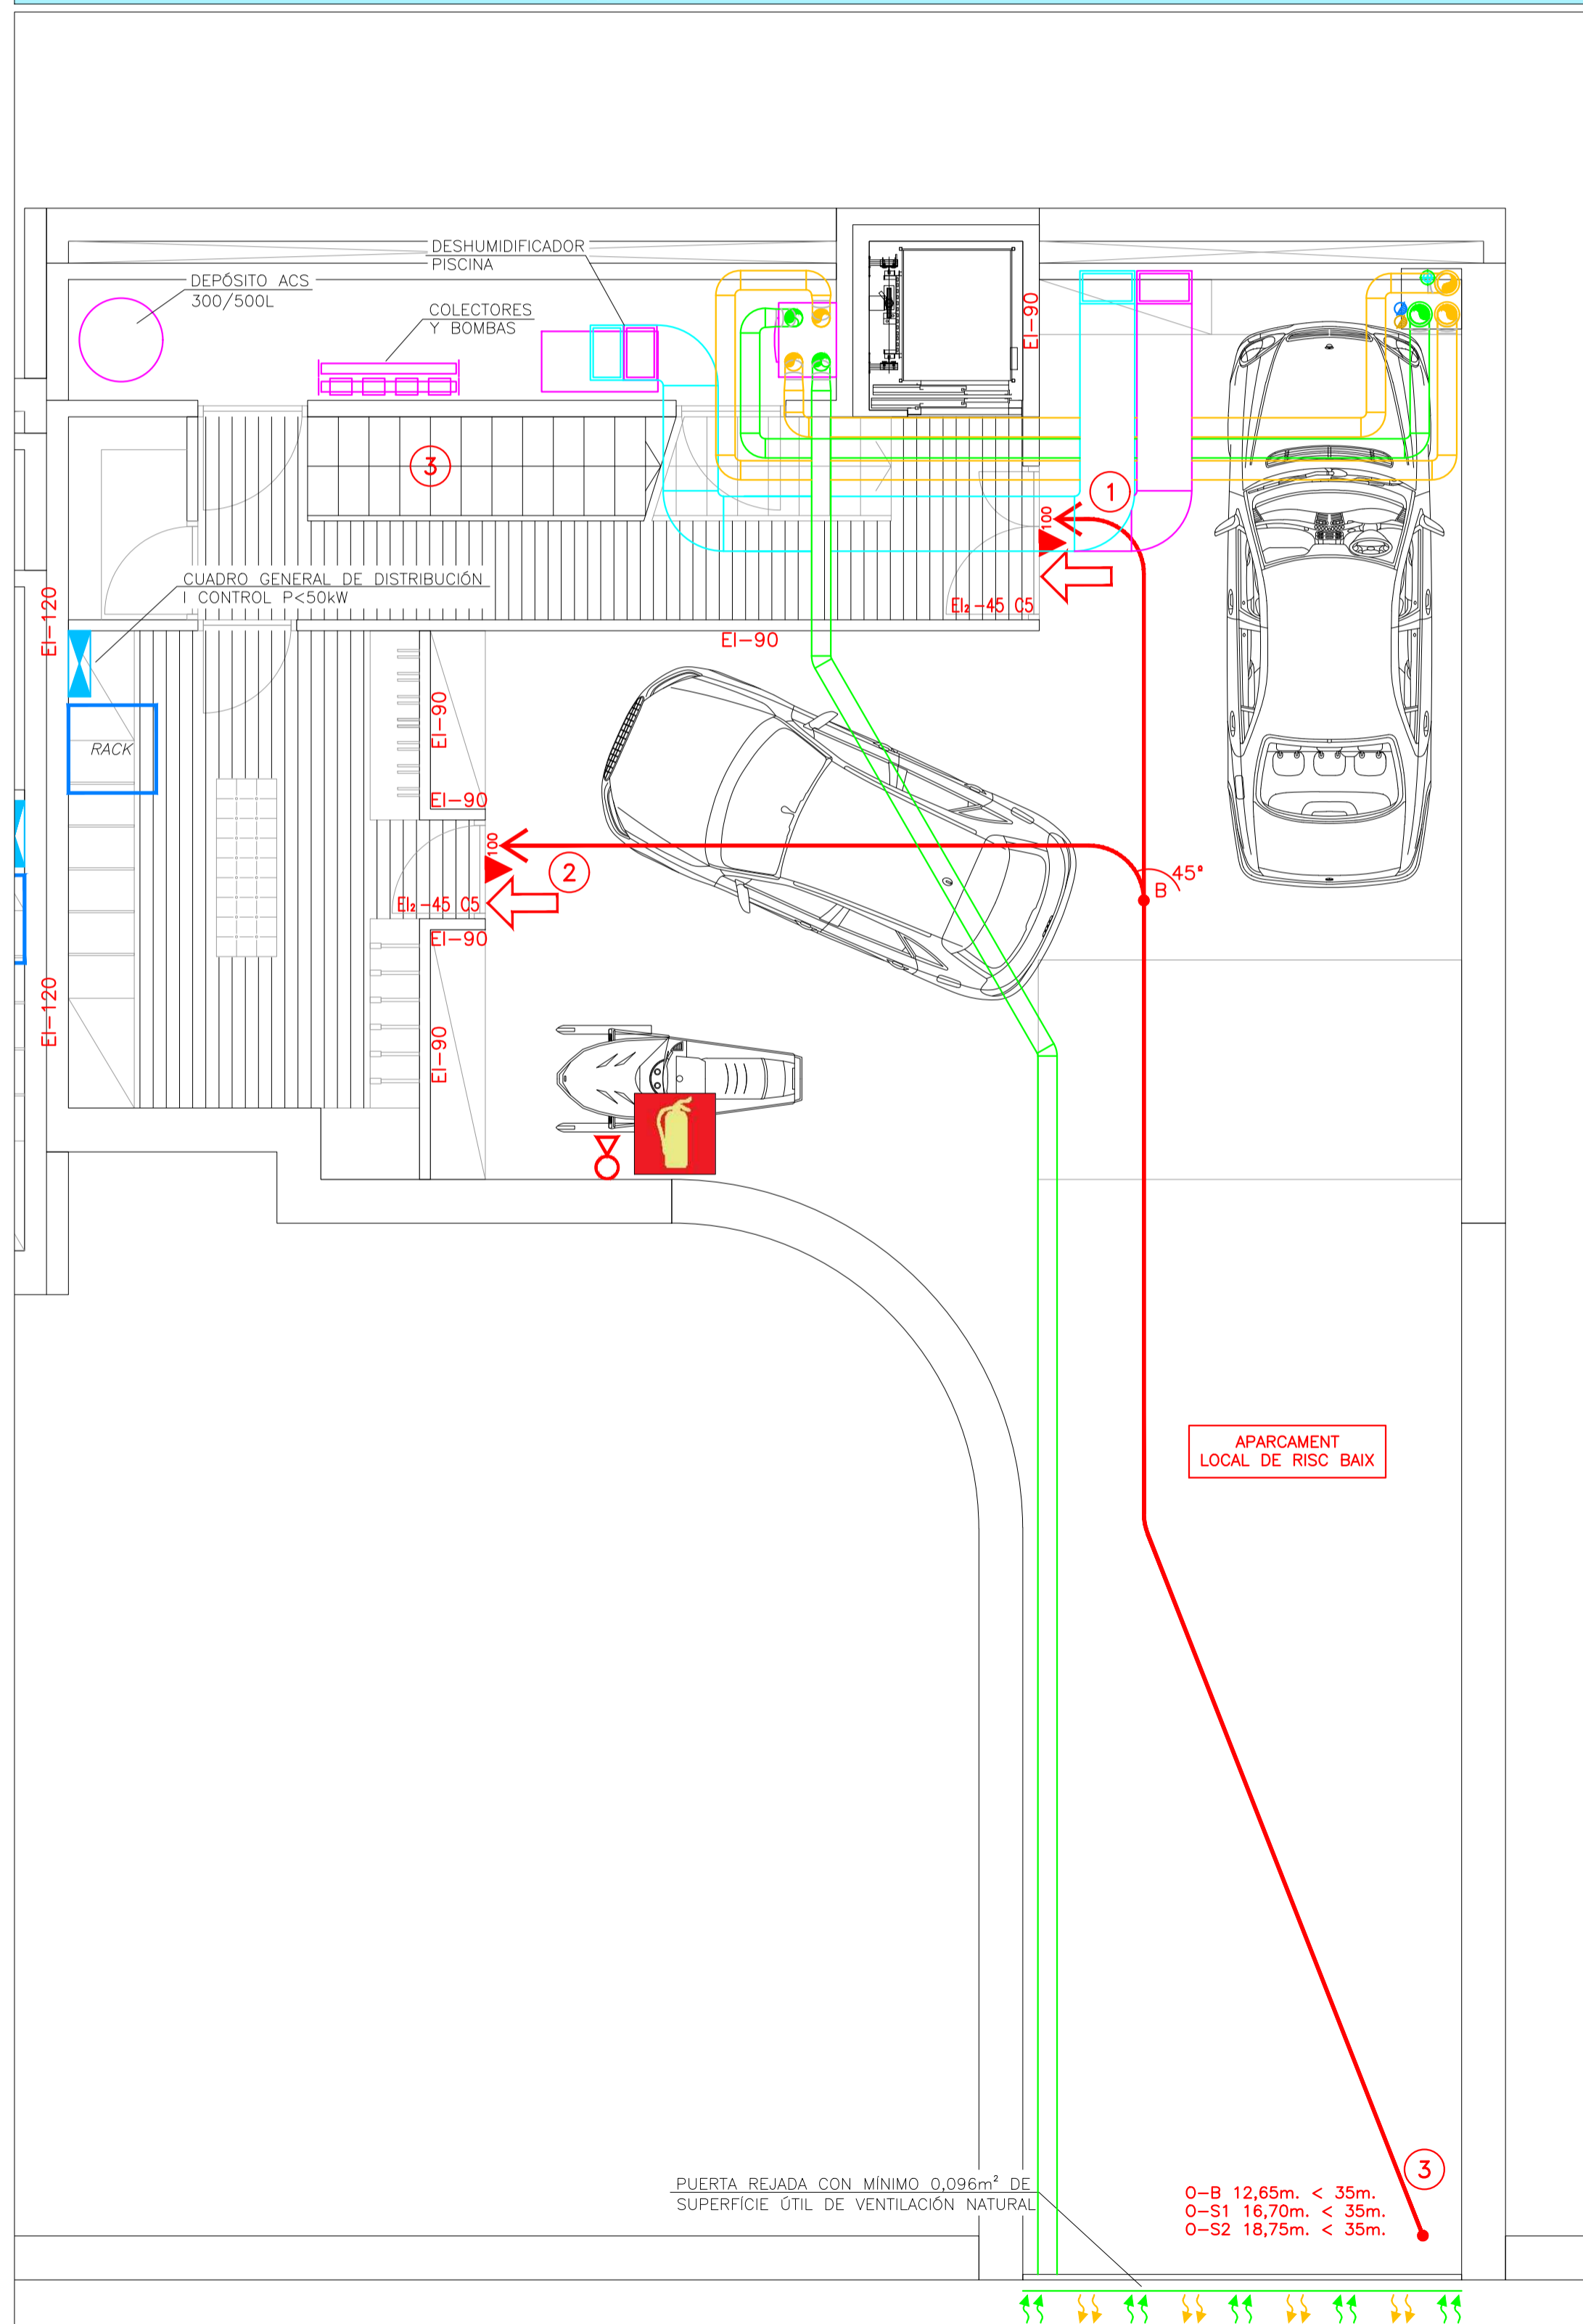 DESHUMIDIFICADOR
PISCINA
DEPÓSITO ACS
300/500L
COLECTORES
Y BOMBAS
EI-90
3
1
100
CUADRO GENERAL DE DISTRIBUCIÓN
I CONTROL P<50kW
EI₂-45 C5
EI-120
EI-90
EI-90
RACK
EI-90
100
2
45°
B
EI₂-45 C5
EI-90
EI-120
EI-90
APARCAMENT
LOCAL DE RISC BAIX
3
PUERTA REJADA CON MÍNIMO 0,096m² DE
SUPERFÍCIE ÚTIL DE VENTILACIÓN NATURAL
O-B 12,65m. < 35m.
O-S1 16,70m. < 35m.
O-S2 18,75m. < 35m.